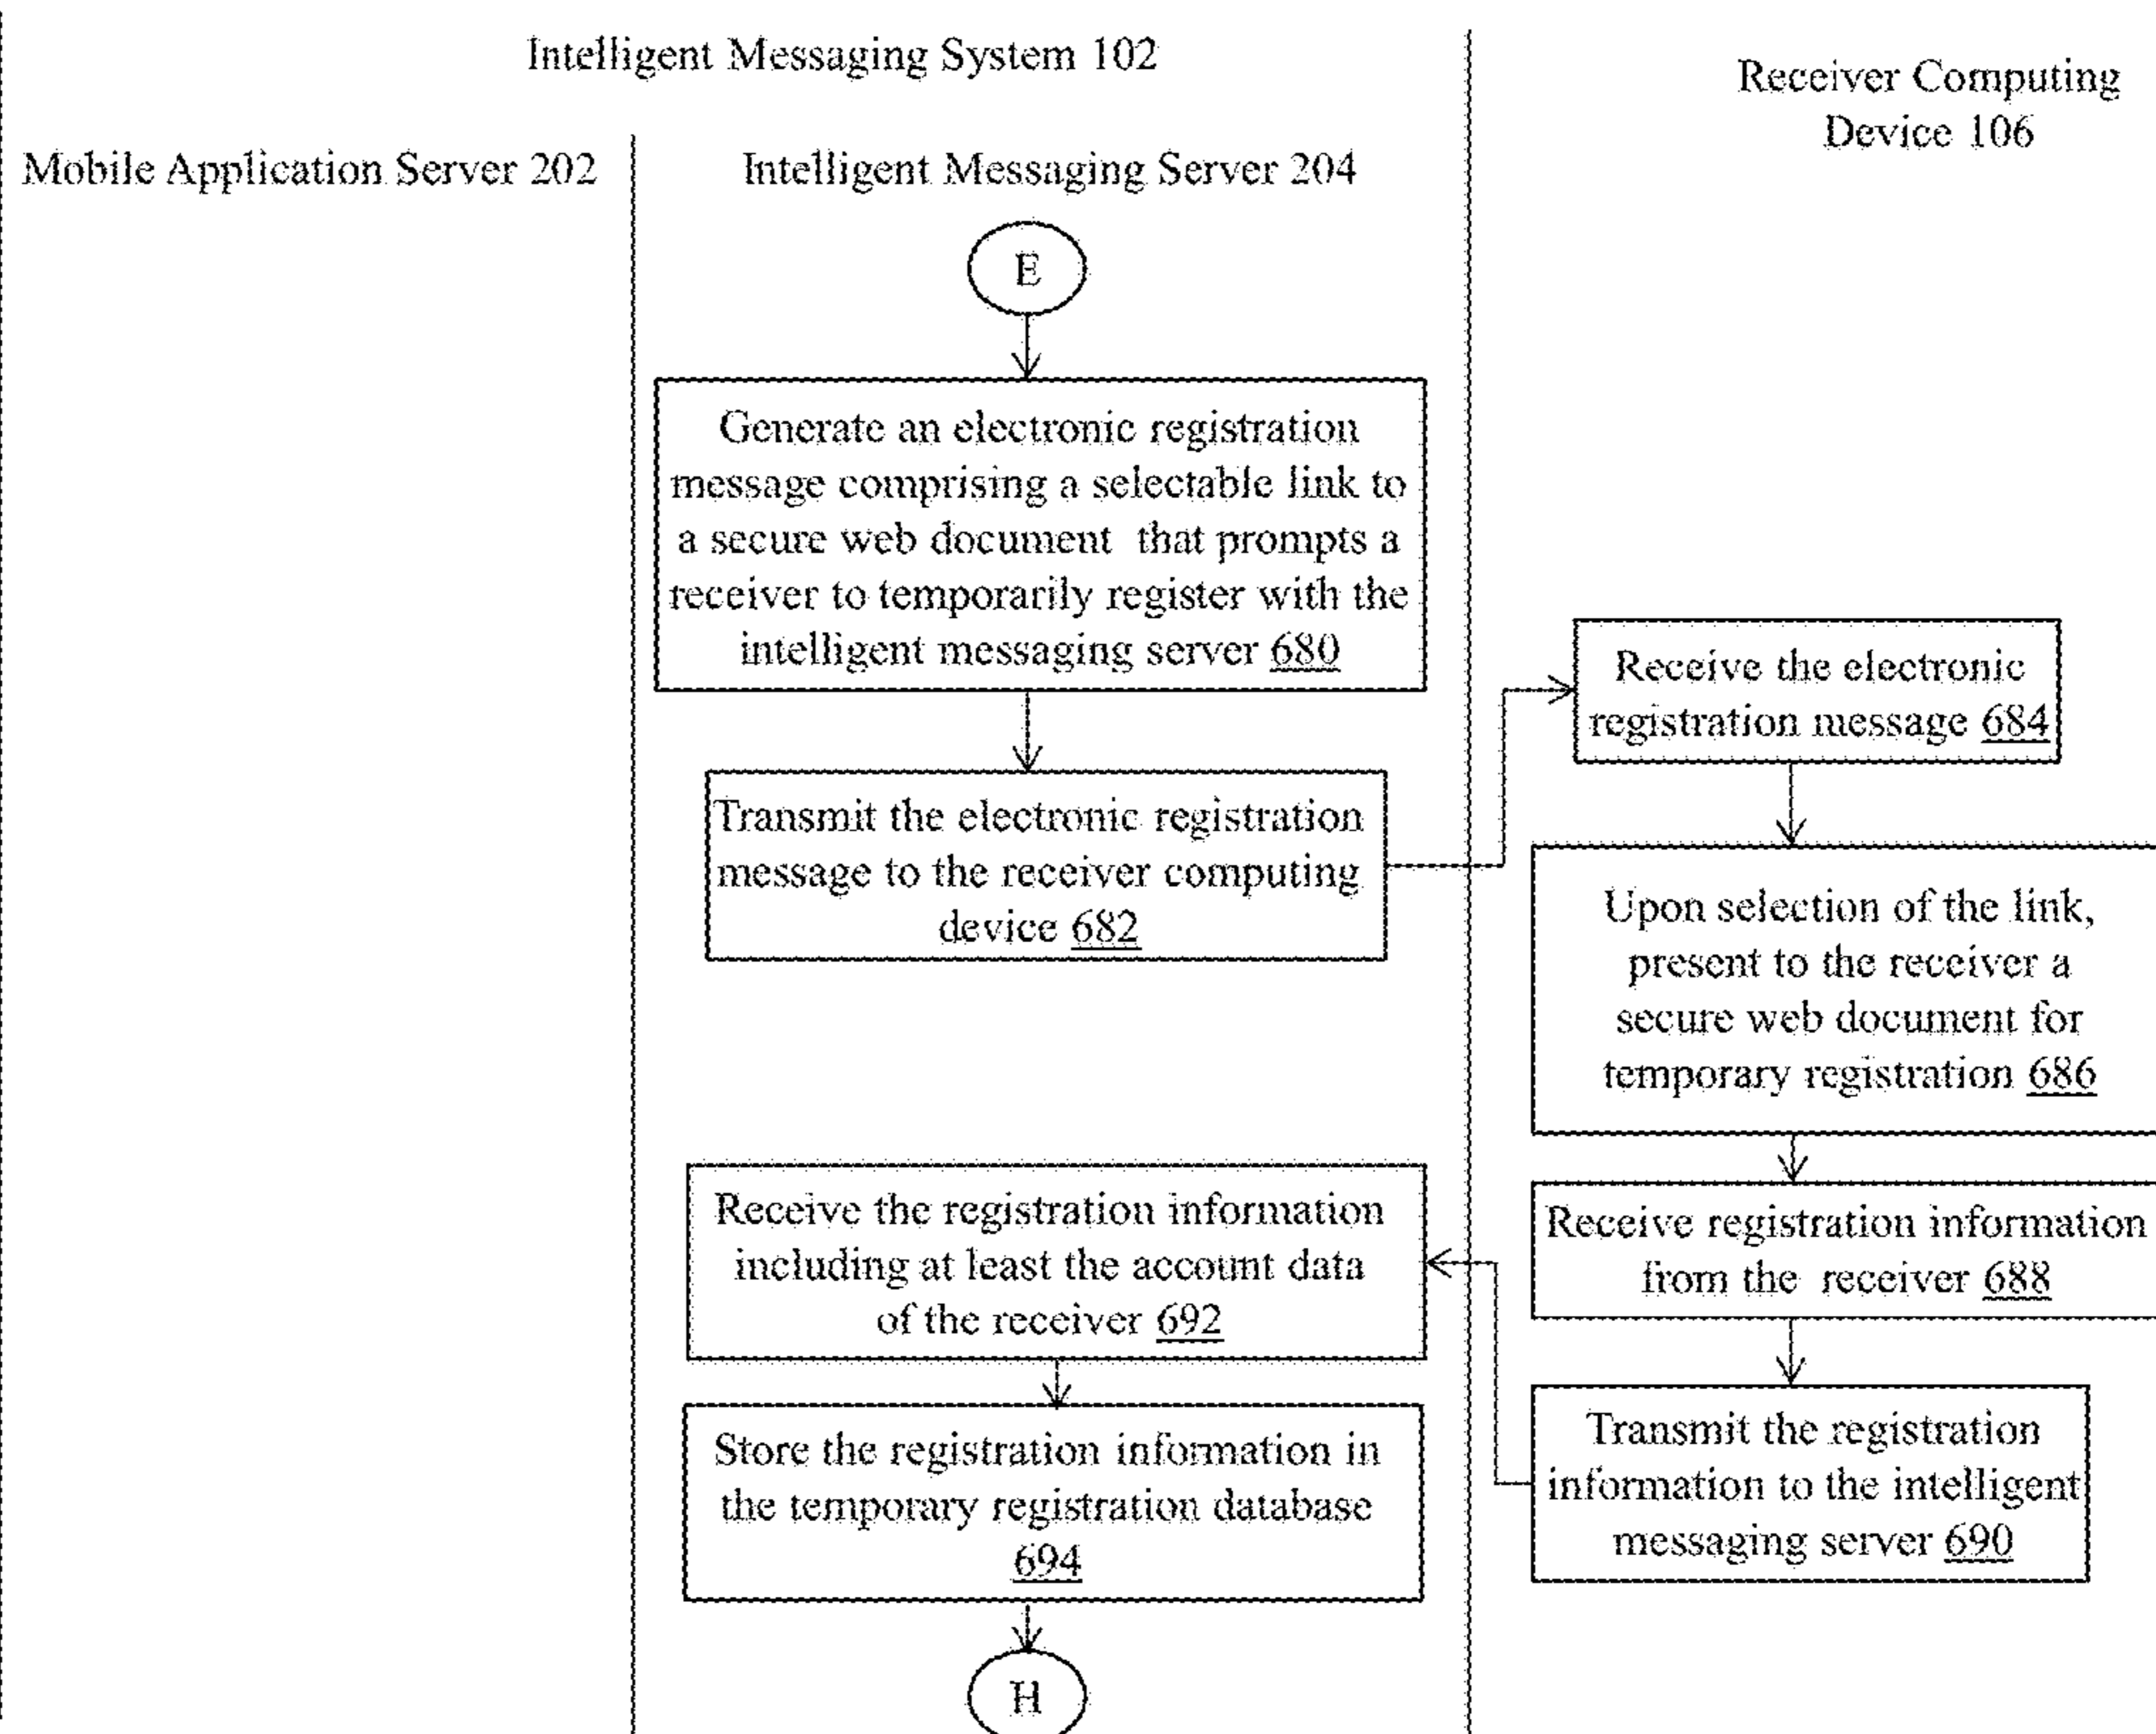 Intelligent Messaging System 102
Receiver Computing
Device 106
Mobile Application Server 202
Intelligent Messaging Server 204
E
Generate an electronic registration
message comprising a selectable link to
a secure web document that prompts a
receiver to temporarily register with the
intelligent messaging server 680
Transmit the electronic registration
message to the receiver computing
device 682
Receive the electronic
registration message 684
Upon selection of the link,
present to the receiver a
secure web document for
temporary registration 686
Receive registration information
from the receiver 688
Transmit the registration
information to the intelligent
messaging server 690
Receive the registration information
including at least the account data
of the receiver 692
Store the registration information in
the temporary registration database
694
H